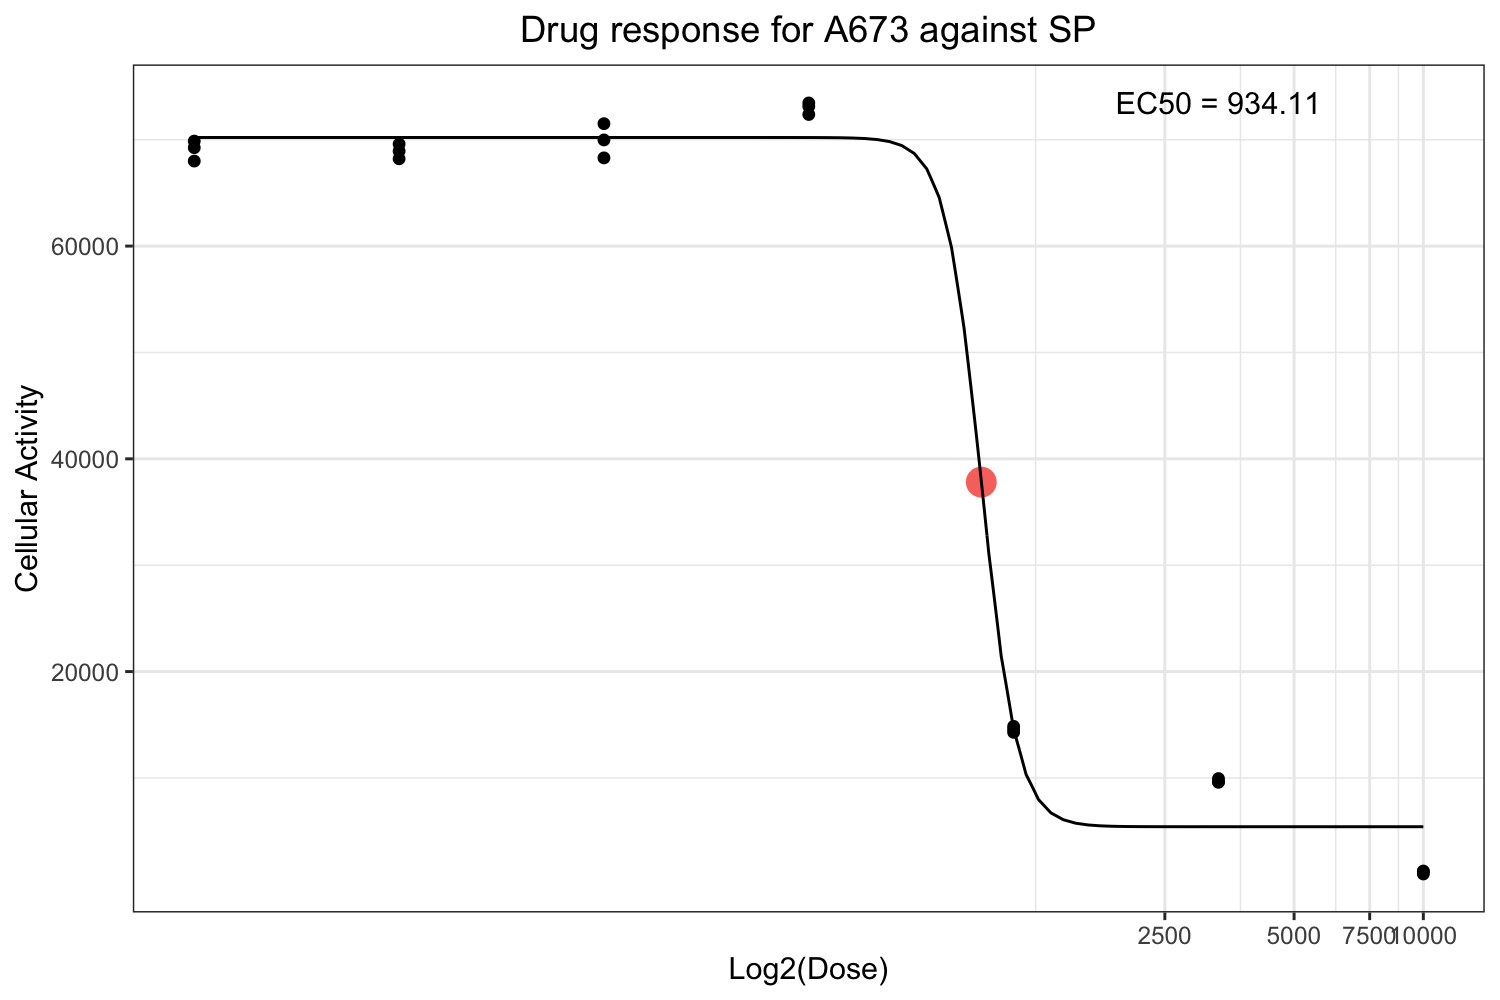 Drug response for A673 against SP
EC50 = 934.11
60000
40000
20000
Cellular Activity
2500 5000 7500 10000
Log2(Dose)